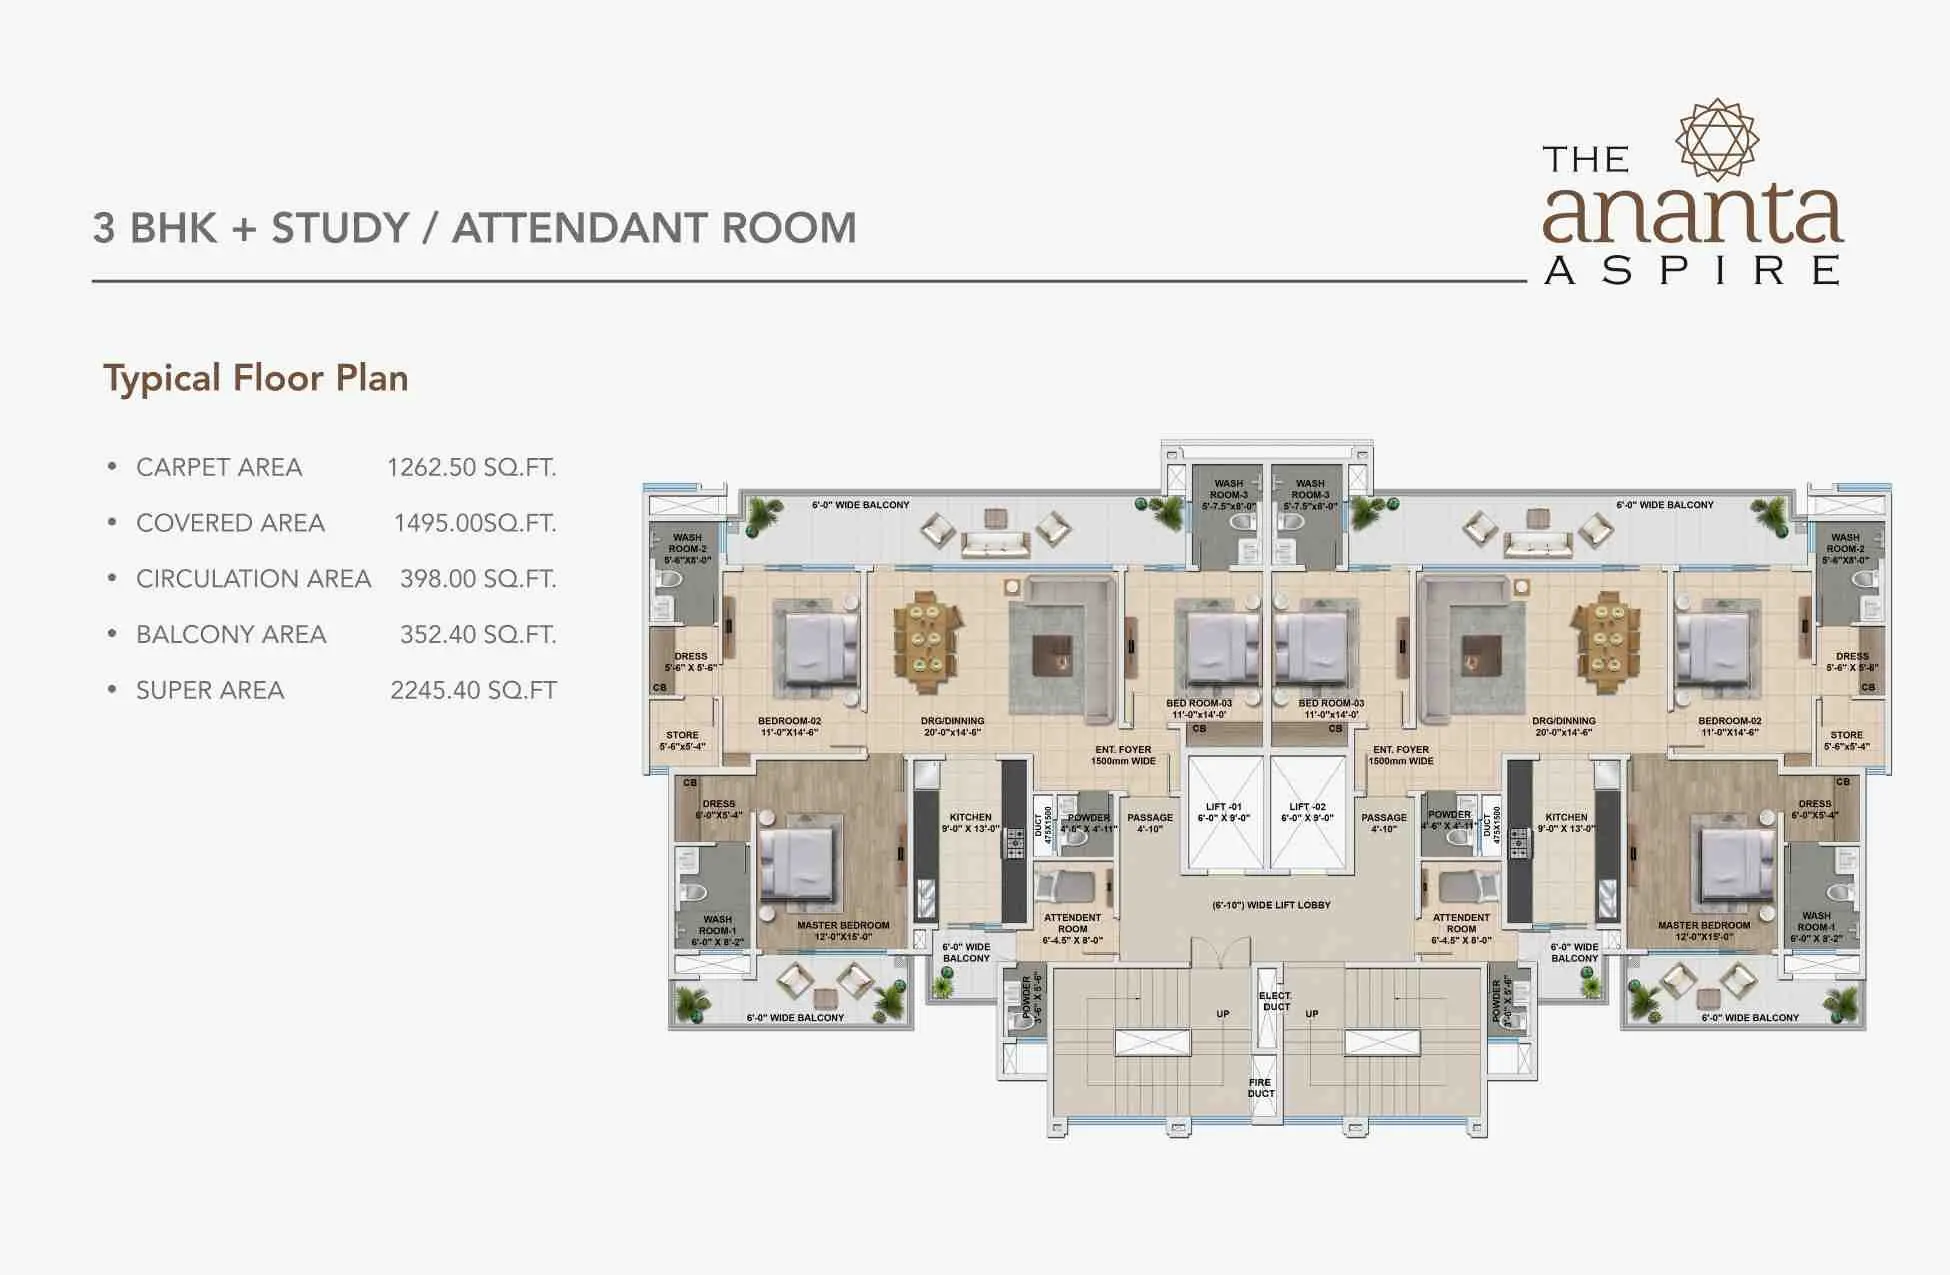 THE
ananta
ASPIRE
3 BHK + STUDY / ATTENDANT ROOM
Typical Floor Plan
• CARPET AREA 1262.50 SQ.FT.
• COVERED AREA 1495.00SQ.FT.
• CIRCULATION AREA 398.00 SQ.FT.
• BALCONY AREA 352.40 SQ.FT.
• SUPER AREA 2245.40 SQ.FT
WASH
ROOM-3
5'-7.5"x8'-0"
WASH
ROOM-3
5'-7.5"x8'-0"
6'-0" WIDE BALCONY
6'-0" WIDE BALCONY
WASH
ROOM-2
5'-6"X8'-0"
WASH
ROOM-2
5'-6"X8'-0"
DRESS
5'-6" X 5'-6"
CB
DRESS
5'-6" X 5'-6"
CB
STORE
5'-6"x5'-4"
BEDROOM-02
11'-0"X14'-6"
DRG/DINNING
20'-0"x14'-6"
BED ROOM-03
11'-0"x14'-0'
CB
BED ROOM-03
11'-0"x14'-0'
CB
DRG/DINNING
20'-0"x14'-6"
BEDROOM-02
11'-0"X14'-6"
STORE
5'-6"x5'-4"
ENT. FOYER
1500mm WIDE
ENT. FOYER
1500mm WIDE
CB
DRESS
6'-0"X5'-4"
CB
DRESS
6'-0"X5'-4"
KITCHEN
9'-0" X 13'-0"
DUCT
475X1500
POWDER
4'-6" X 4'-11"
PASSAGE
4'-10"
LIFT -01
6'-0" X 9'-0"
LIFT -02
6'-0" X 9'-0"
PASSAGE
4'-10"
POWDER
4'-6" X 4'-11"
DUCT
475X1500
KITCHEN
9'-0" X 13'-0"
(6'-10") WIDE LIFT LOBBY
WASH
ROOM-1
6'-0" X 8'-2"
MASTER BEDROOM
12'-0"X15'-0"
ATTENDENT
ROOM
6'-4.5" X 8'-0"
ATTENDENT
ROOM
6'-4.5" X 8'-0"
MASTER BEDROOM
12'-0"X15'-0"
WASH
ROOM-1
6'-0" X 8'-2"
6'-0" WIDE
BALCONY
6'-0" WIDE
BALCONY
6'-0" WIDE BALCONY
POWDER
3'-6" X 5'-6"
UP
ELECT.
DUCT
UP
POWDER
3'-0" X 5'-6"
6'-0" WIDE BALCONY
FIRE
DUCT